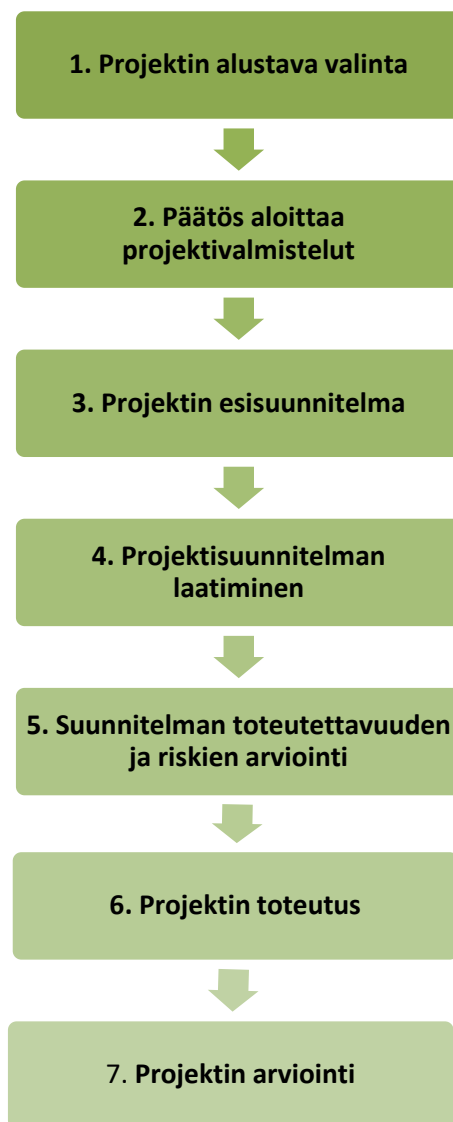 1. Projektin alustava valinta
2. Päätös aloittaa
projektivalmistelut
3. Projektin esisuunnitelma
4. Projektisuunnitelman
laatiminen
5. Suunnitelman toteutettavuuden
ja riskien arviointi
6. Projektin toteutus
7. Projektin arviointi